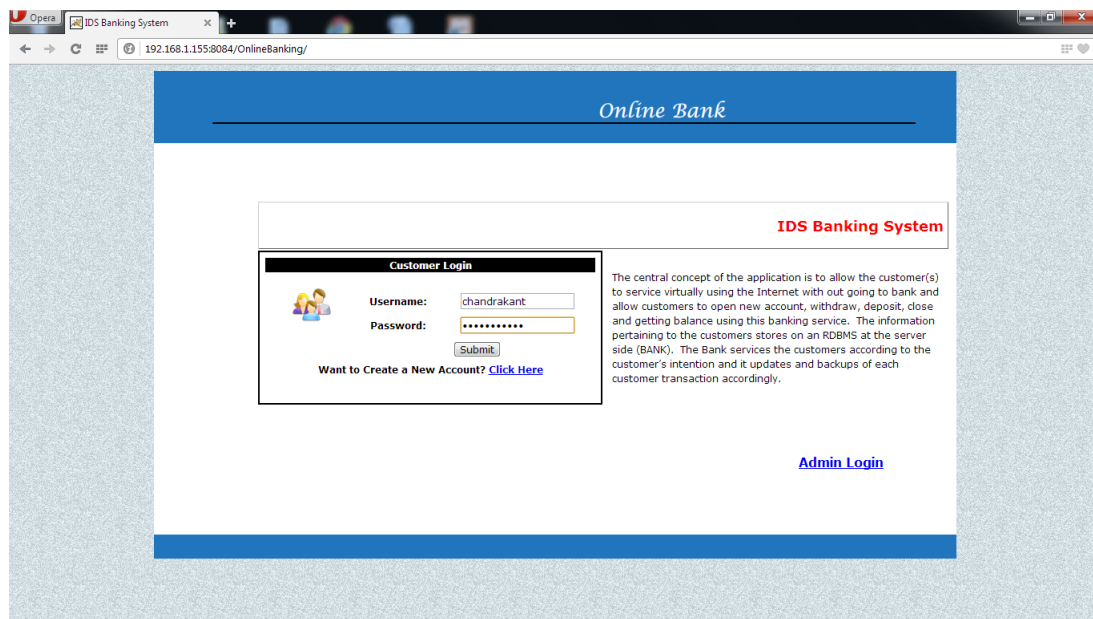 Opera
IDS Banking System
192.168.1.155:8084/OnlineBanking/
Online Bank
IDS Banking System
Customer Login
Username: chandrakant
Password: •••••••••••
Submit
Want to Create a New Account? Click Here
The central concept of the application is to allow the customer(s)
to service virtually using the Internet with out going to bank and
allow customers to open new account, withdraw, deposit, close
and getting balance using this banking service. The information
pertaining to the customers stores on an RDBMS at the server
side (BANK). The Bank services the customers according to the
customer's intention and it updates and backups of each
customer transaction accordingly.
Admin Login